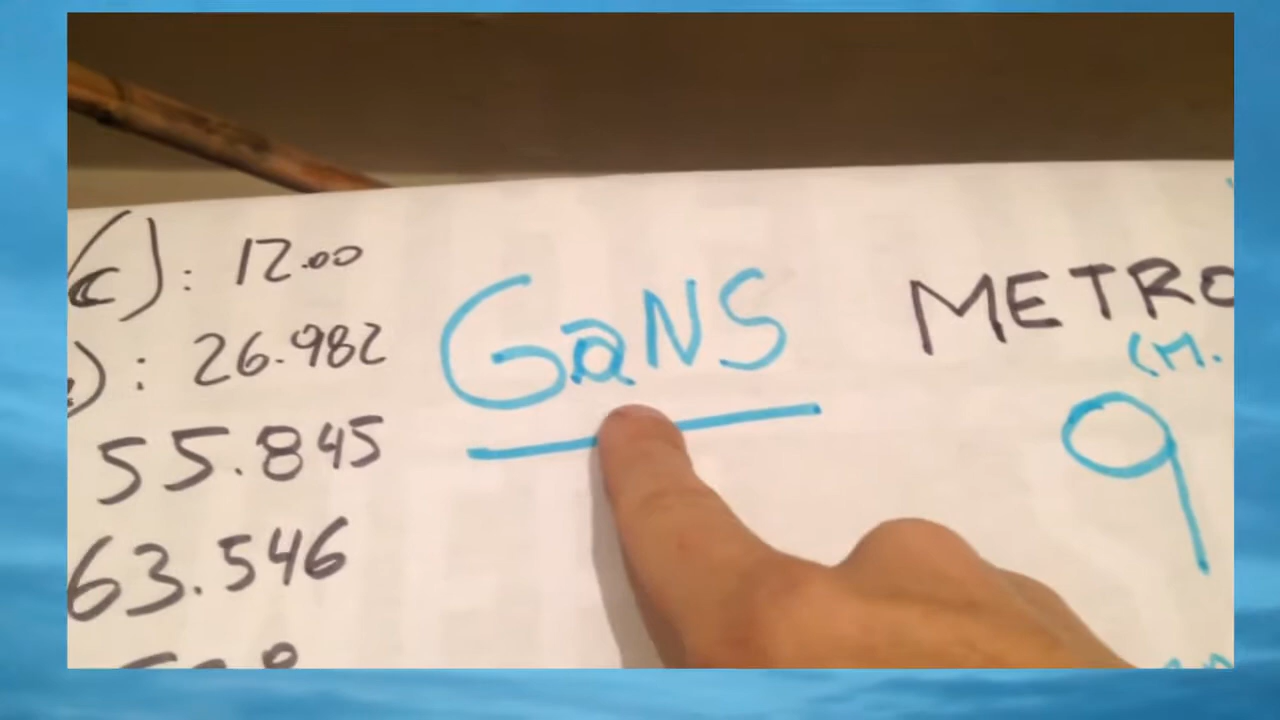 (C): 12.00
): 26.982
55.845
63.546
GaNS
METRO
(M.
9